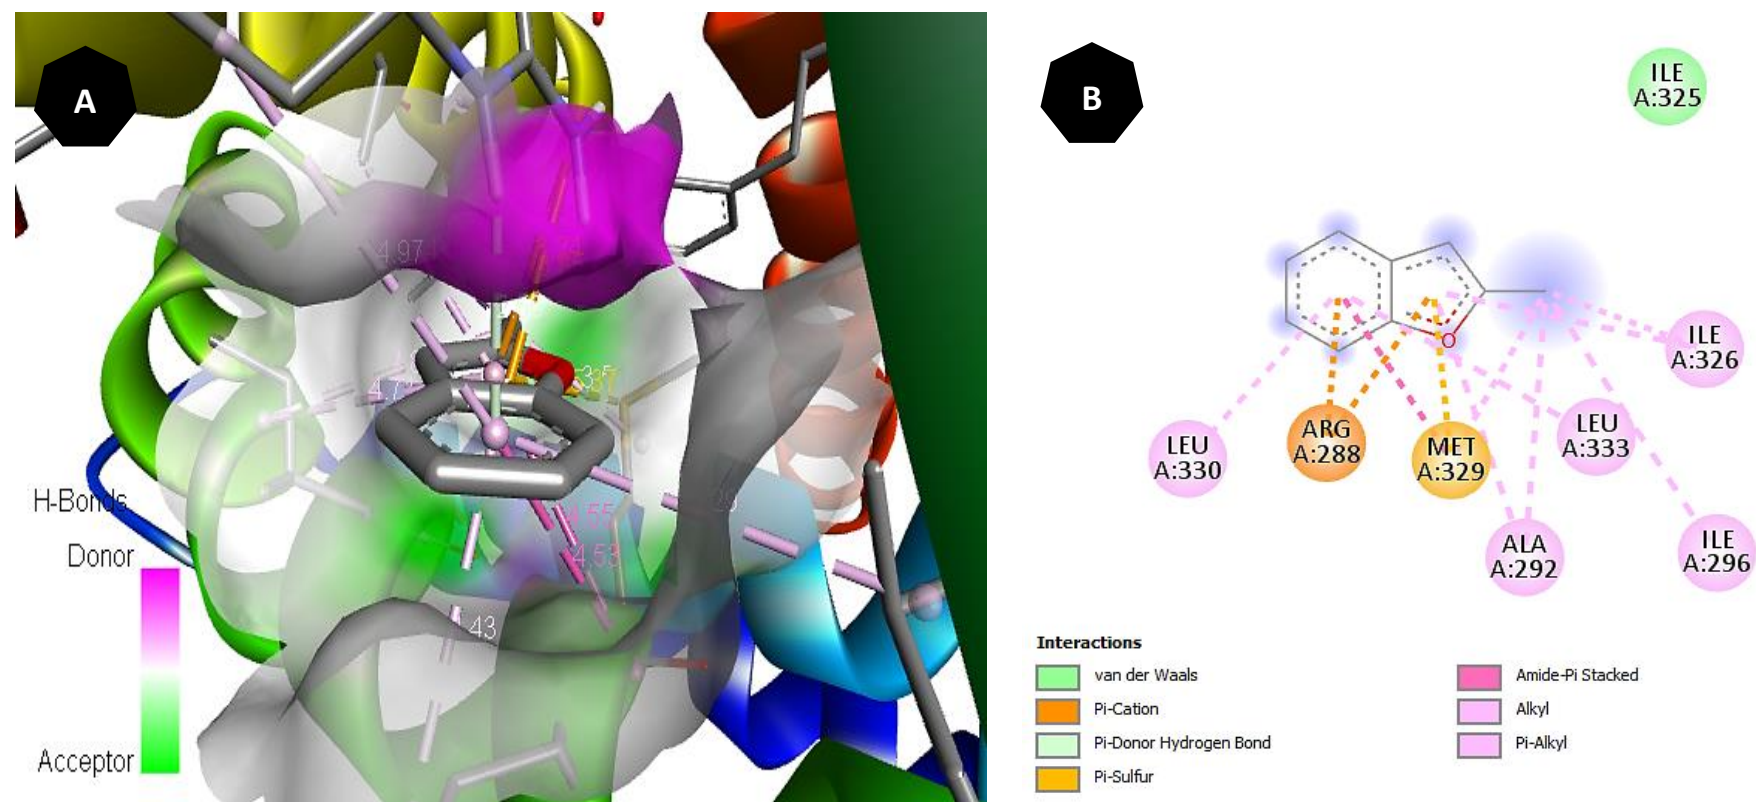 A
4.97
4.55
4.53
H-Bonds
Donor
Acceptor
B
ILE
A:325
ILE
A:326
LEU
A:330
ARG
A:288
MET
A:329
LEU
A:333
ALA
A:292
ILE
A:296
O
Interactions
van der Waals
Pi-Cation
Pi-Donor Hydrogen Bond
Pi-Sulfur
Amide-Pi Stacked
Alkyl
Pi-Alkyl